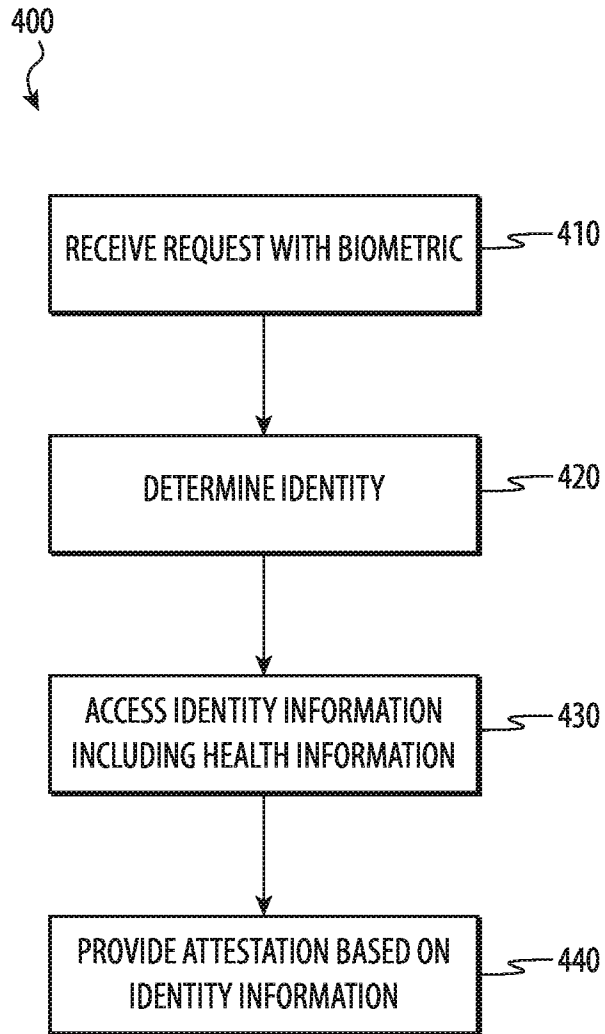 400
RECEIVE REQUEST WITH BIOMETRIC
410
DETERMINE IDENTITY
420
ACCESS IDENTITY INFORMATION
INCLUDING HEALTH INFORMATION
430
PROVIDE ATTESTATION BASED ON
IDENTITY INFORMATION
440